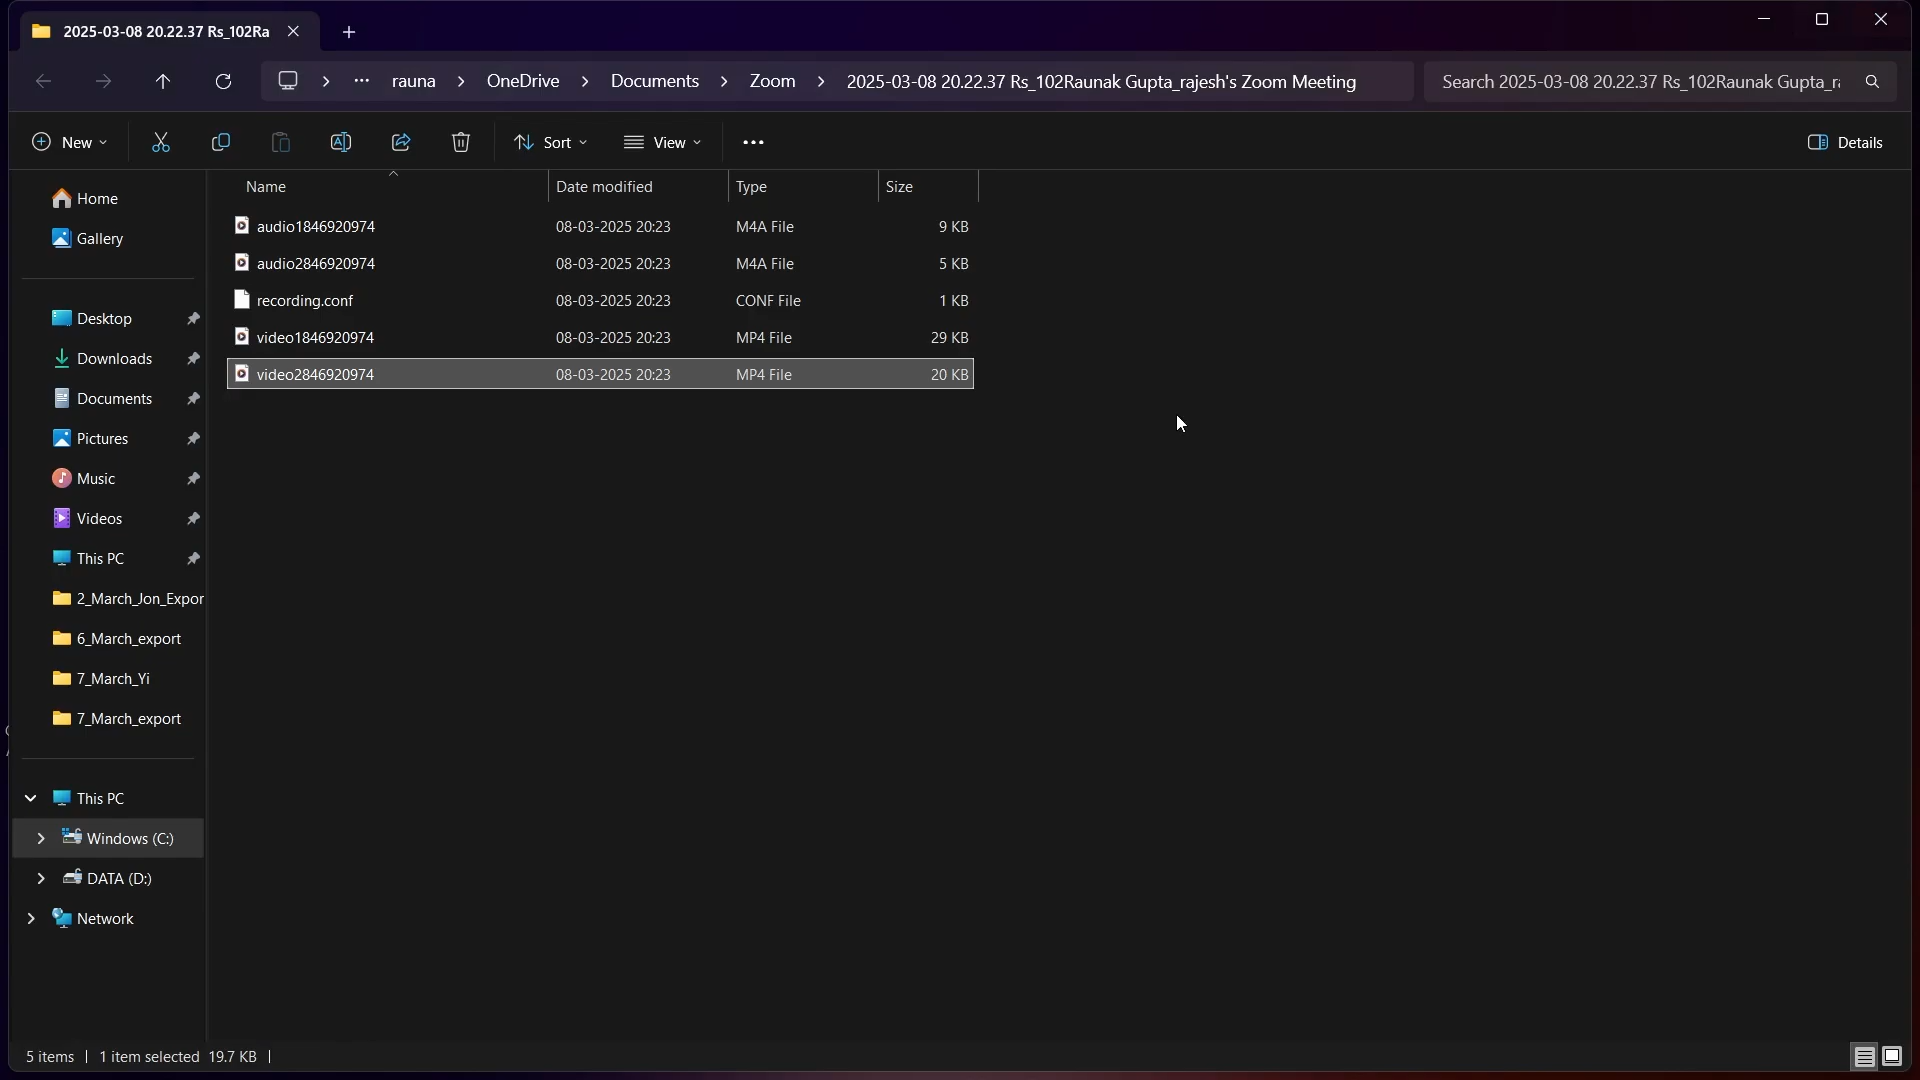 2025-03-08 20.22.37 Rs_102Ra
rauna > OneDrive > Documents > Zoom > 2025-03-08 20.22.37 Rs_102Raunak Gupta_rajesh's Zoom Meeting
Search 2025-03-08 20.22.37 Rs_102Raunak Gupta_ra
New
Sort
View
Details
Name Date modified Type Size
audio1846920974 08-03-2025 20:23 M4A File 9 KB
audio2846920974 08-03-2025 20:23 M4A File 5 KB
recording.conf 08-03-2025 20:23 CONF File 1 KB
video1846920974 08-03-2025 20:23 MP4 File 29 KB
video2846920974 08-03-2025 20:23 MP4 File 20 KB
Home
Gallery
Desktop
Downloads
Documents
Pictures
Music
Videos
This PC
2_March_Jon_Expor
6_March_export
7_March_Yi
7_March_export
This PC
Windows (C:)
DATA (D:)
Network
5 items | 1 item selected 19.7 KB |